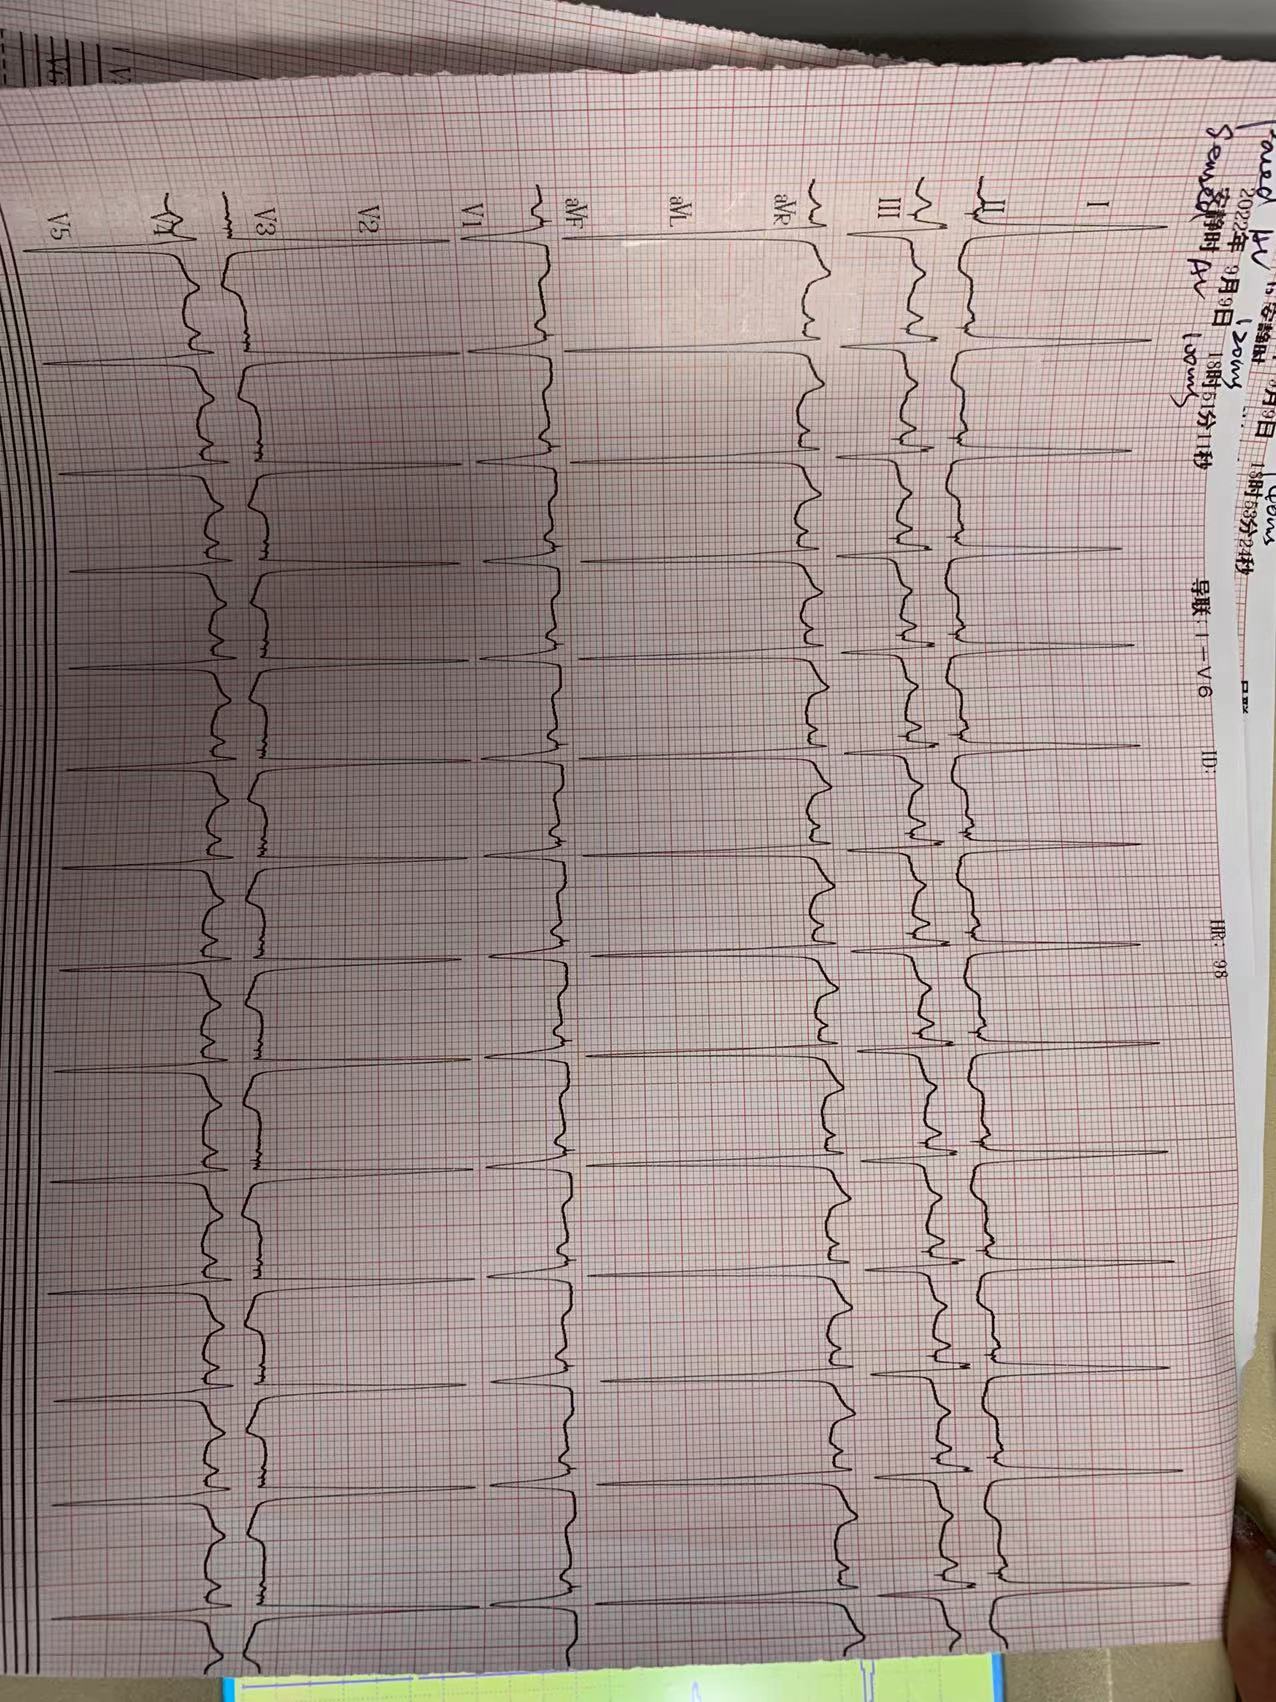 Paced AV
120ms
Sensed AV 100ms
2022年 9月9日 18时51分11秒 导联: I-V6 ID: HR: 98
安静时
安静时 月9日 18时53分24秒
I
II
III
aVR
aVL
aVF
V1
V2
V3
V4
V5